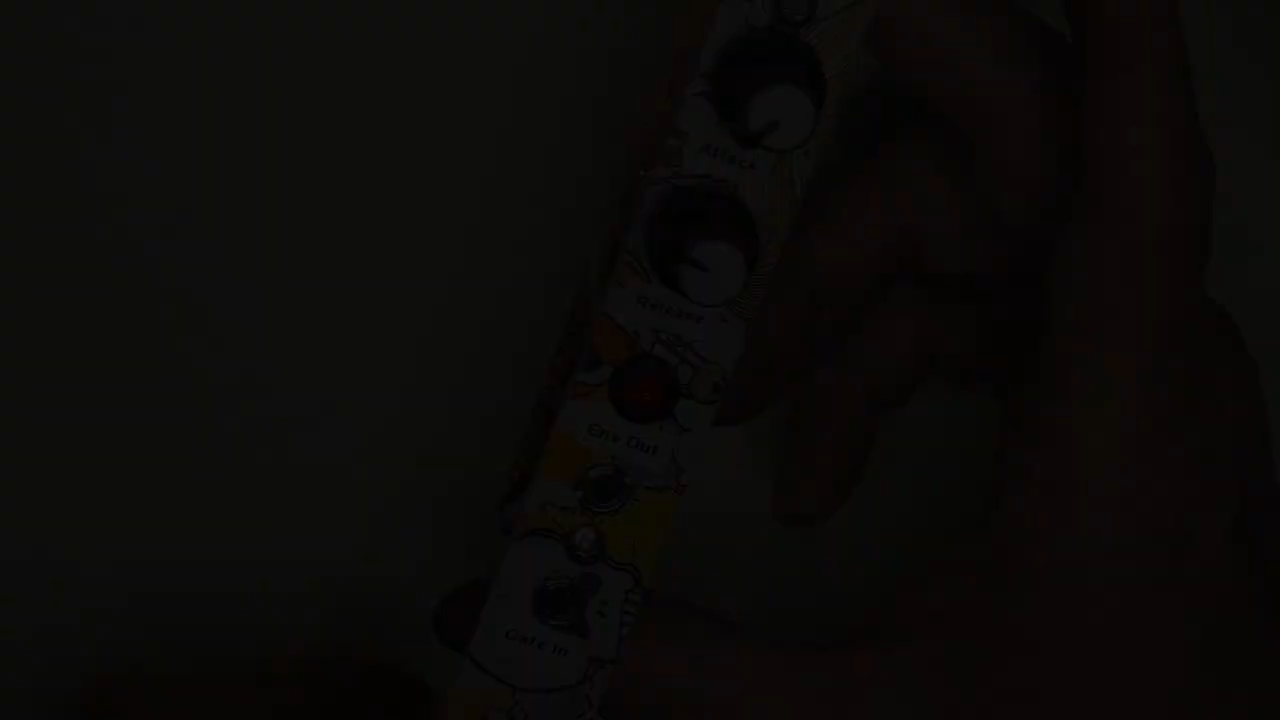 Attack
Release
Env Out
Gate In